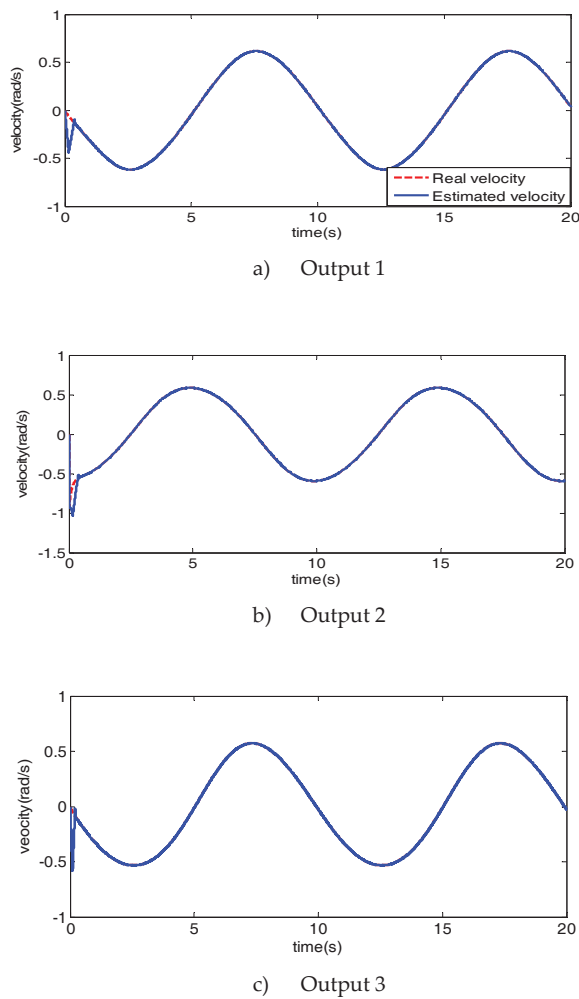 1
0.5
0
-0.5
-1
velocity(rad/s)
0 5 10 15 20
time(s)
Real velocity
Estimated velocity
a) Output 1
1
0.5
0
-0.5
-1
-1.5
velocity(rad/s)
0 5 10 15 20
time(s)
b) Output 2
1
0.5
0
-0.5
-1
veocity(rad/s)
0 5 10 15 20
time(s)
c) Output 3